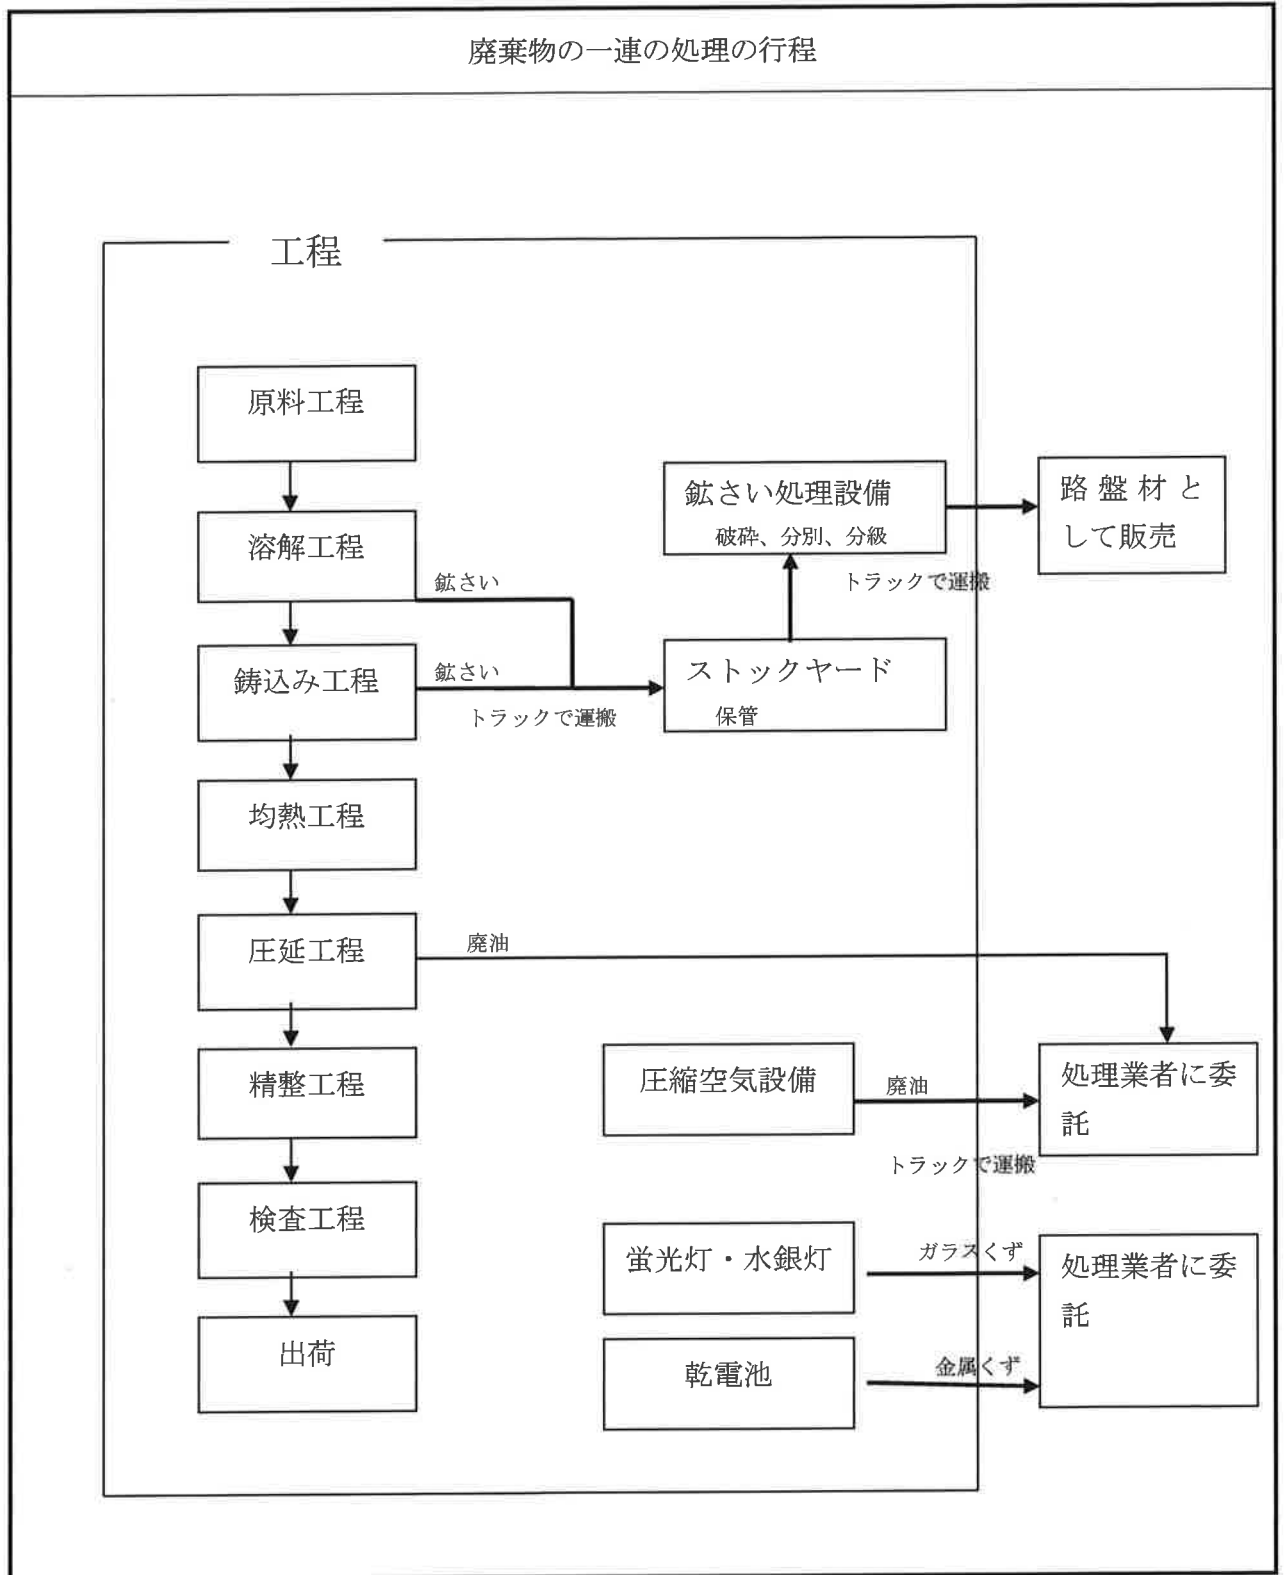 廃棄物の一連の処理の行程
工程
原料工程
溶解工程
鉱さい
鋳込み工程
鉱さい
トラックで運搬
均熱工程
圧延工程
廃油
精整工程
検査工程
出荷
鉱さい処理設備
破砕、分別、分級
トラックで運搬
ストックヤード
保管
路盤材と
して販売
圧縮空気設備
廃油
トラックで運搬
処理業者に委
託
蛍光灯・水銀灯
ガラスくず
乾電池
金属くず
処理業者に委
託